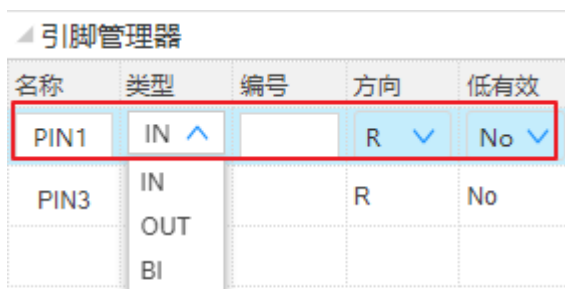 引脚管理器
名称 类型 编号 方向 低有效
PIN1 IN R No
PIN3 IN R No
OUT
BI